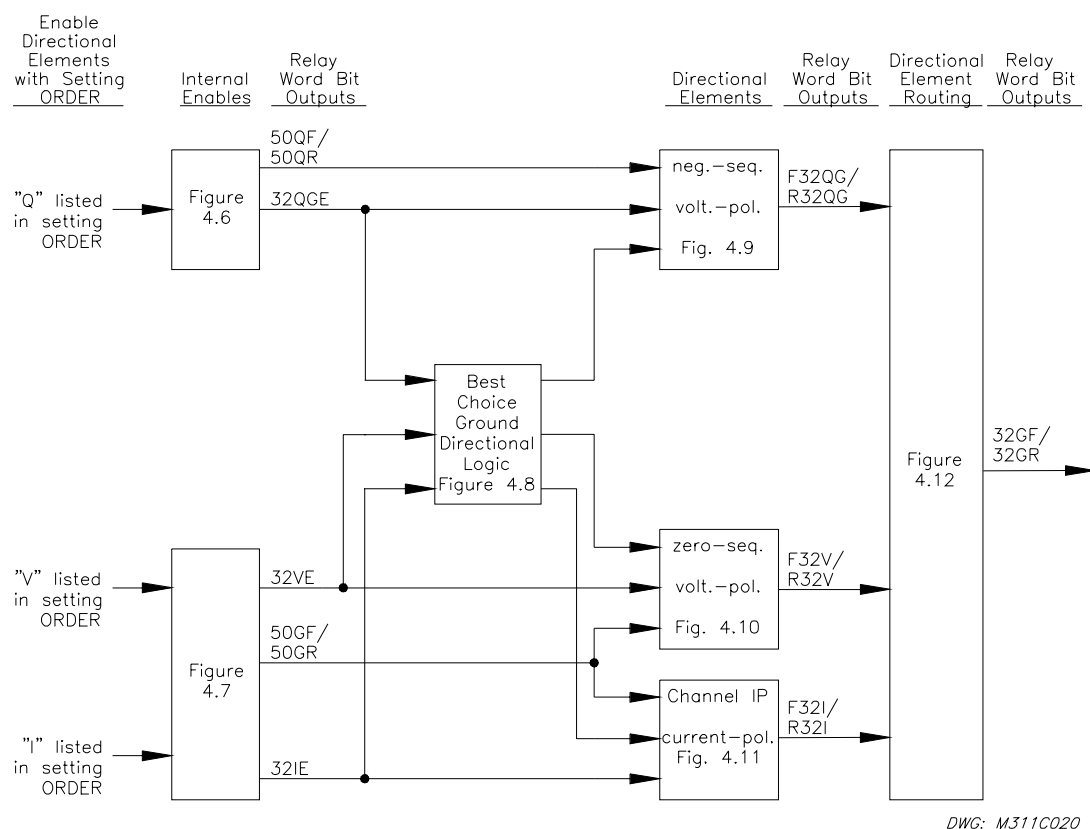 Enable
Directional
Elements
with Setting
ORDER
Internal
Enables
Relay
Word Bit
Outputs
Directional
Elements
Relay
Word Bit
Outputs
Directional
Element
Routing
Relay
Word Bit
Outputs
"Q" listed
in setting
ORDER
Figure
4.6
50QF/
50QR
32QGE
neg.-seq.
volt.-pol.
Fig. 4.9
F32QG/
R32QG
Best
Choice
Ground
Directional
Logic
Figure 4.8
Figure
4.12
32GF/
32GR
"V" listed
in setting
ORDER
"I" listed
in setting
ORDER
Figure
4.7
32VE
50GF/
50GR
32IE
zero-seq.
volt.-pol.
Fig. 4.10
F32V/
R32V
Channel IP
current-pol.
Fig. 4.11
F32I/
R32I
DWG: M311C020